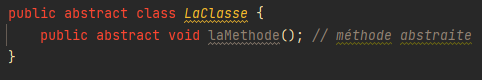 public abstract class LaClasse {
    public abstract void laMethode(); // méthode abstraite
}